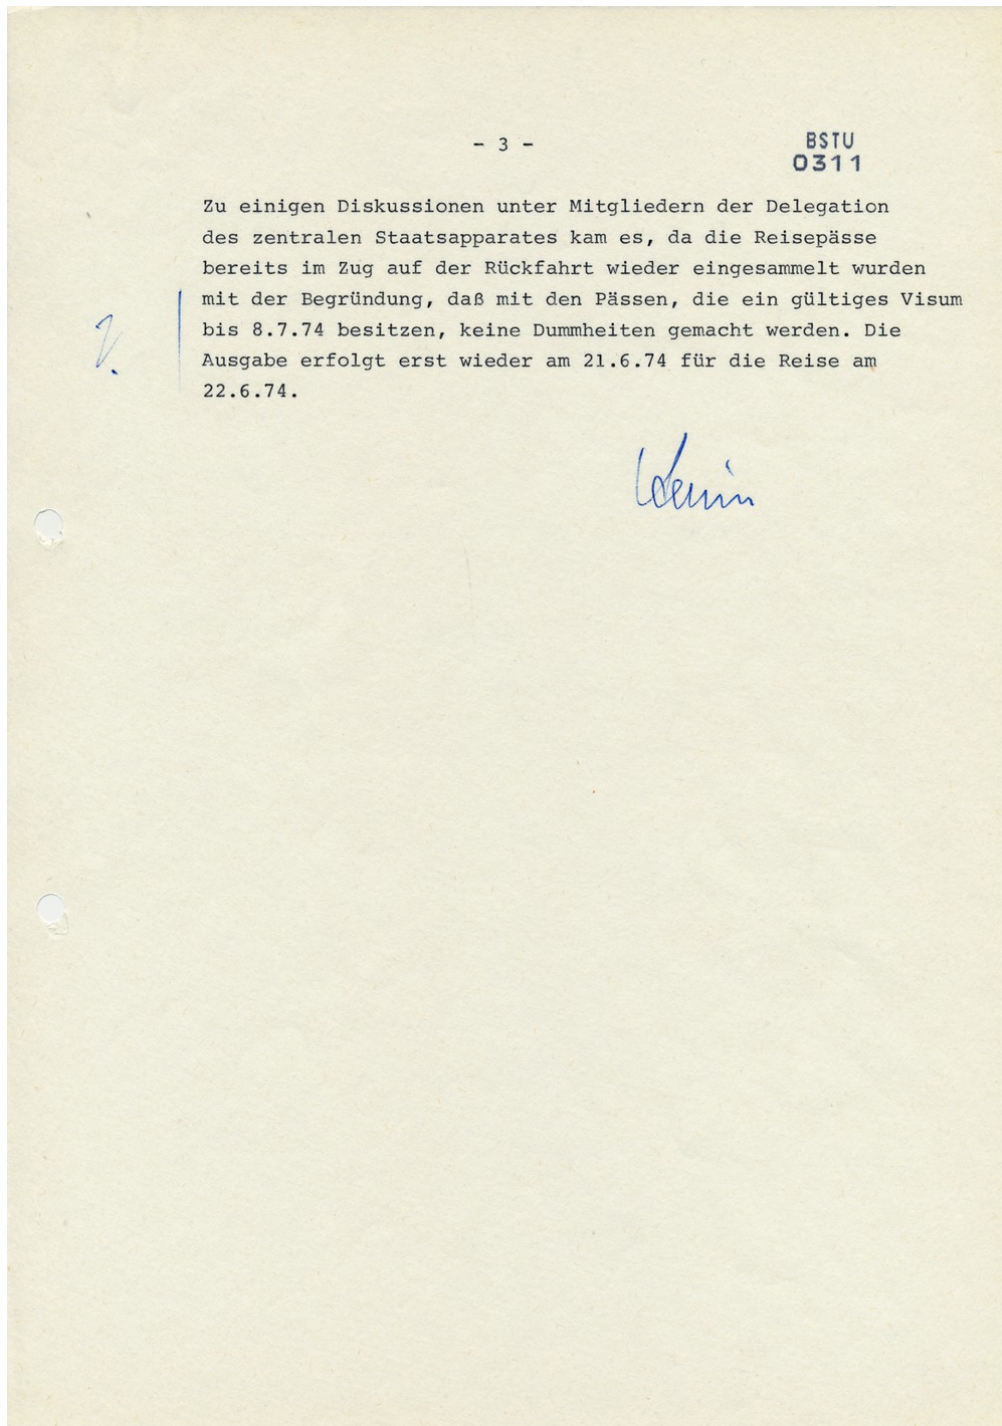 - 3 -
BSTU
0311
Zu einigen Diskussionen unter Mitgliedern der Delegation
des zentralen Staatsapparates kam es, da die Reisepässe
bereits im Zug auf der Rückfahrt wieder eingesammelt wurden
mit der Begründung, daß mit den Pässen, die ein gültiges Visum
bis 8.7.74 besitzen, keine Dummheiten gemacht werden. Die
Ausgabe erfolgt erst wieder am 21.6.74 für die Reise am
22.6.74.